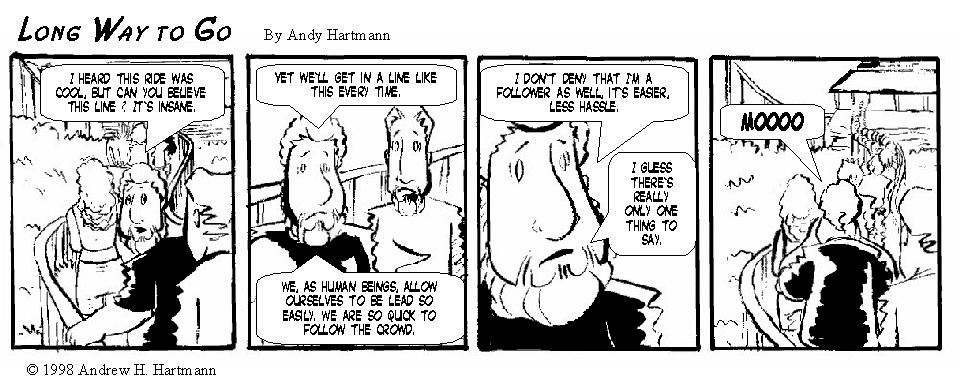 LONG WAY TO GO
By Andy Hartmann
I HEARD THIS RIDE WAS
COOL, BUT CAN YOU BELIEVE
THIS LINE ? IT'S INSANE.
YET WE'LL GET IN A LINE LIKE
THIS EVERY TIME.
WE, AS HUMAN BEINGS, ALLOW
OURSELVES TO BE LEAD SO
EASILY. WE ARE SO QUICK TO
FOLLOW THE CROWD.
I DON'T DENY THAT I'M A
FOLLOWER AS WELL, IT'S EASIER,
LESS HASSLE.
I GUESS
THERE'S
REALLY
ONLY ONE
THING TO
SAY.
MOOOO
© 1998 Andrew H. Hartmann